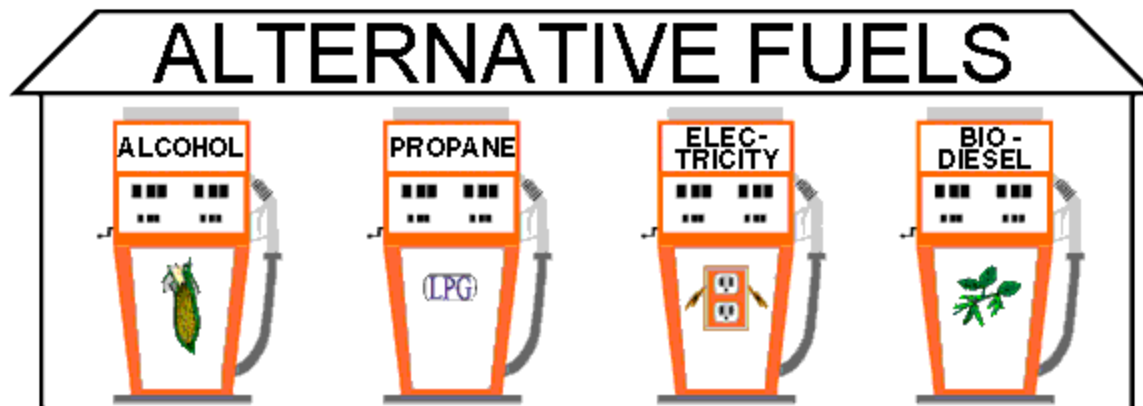 ALTERNATIVE FUELS
ALCOHOL
PROPANE
ELEC-
TRICITY
BIO-
DIESEL
LPG